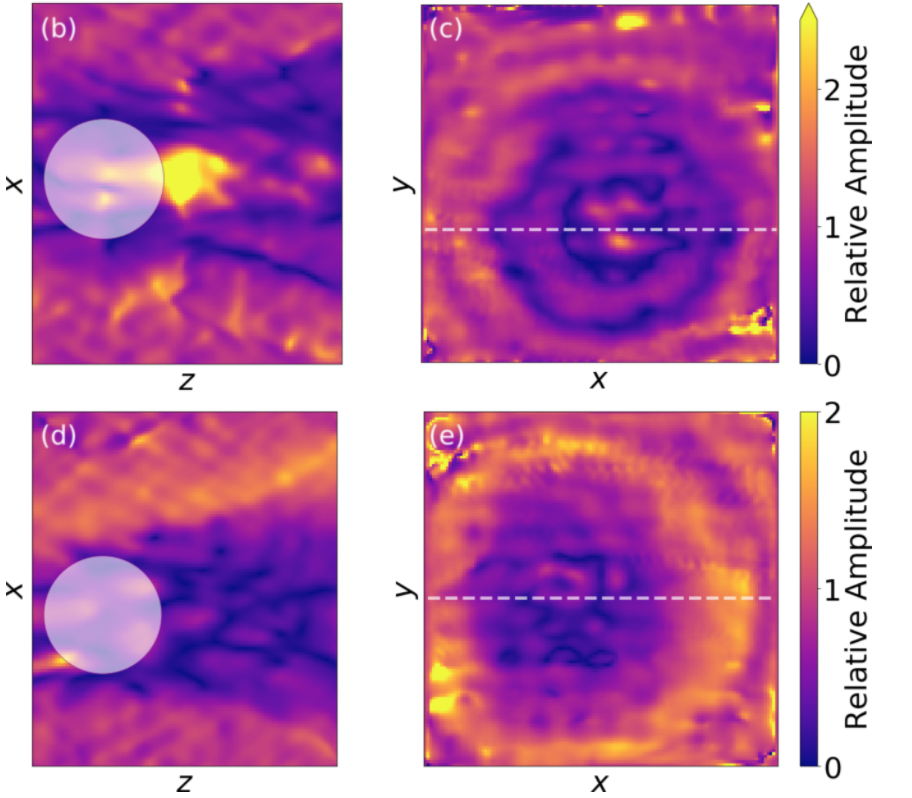 (b)
x
z
(c)
y
x
2
1
0
Relative Amplitude
(d)
x
z
(e)
y
x
2
1
0
Relative Amplitude